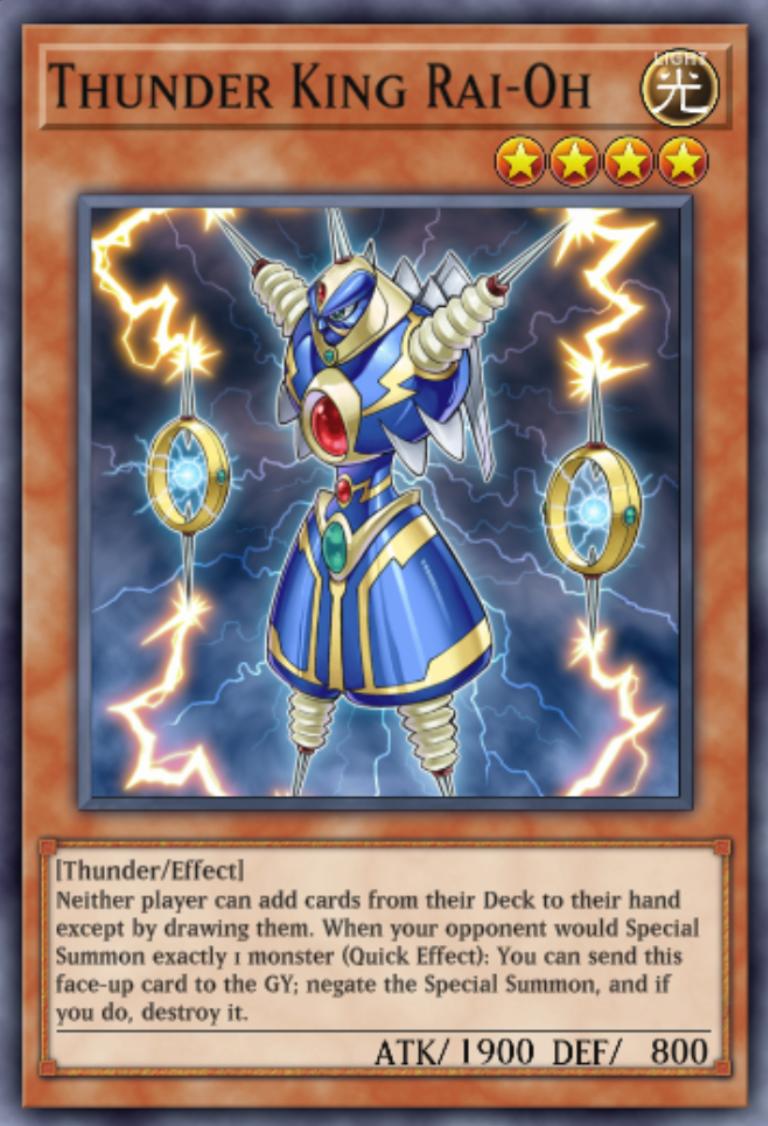 Thunder King Rai-Oh
LIGHT
光
[Thunder/Effect]
Neither player can add cards from their Deck to their hand
except by drawing them. When your opponent would Special
Summon exactly 1 monster (Quick Effect): You can send this
face-up card to the GY; negate the Special Summon, and if
you do, destroy it.
ATK/ 1900 DEF/ 800